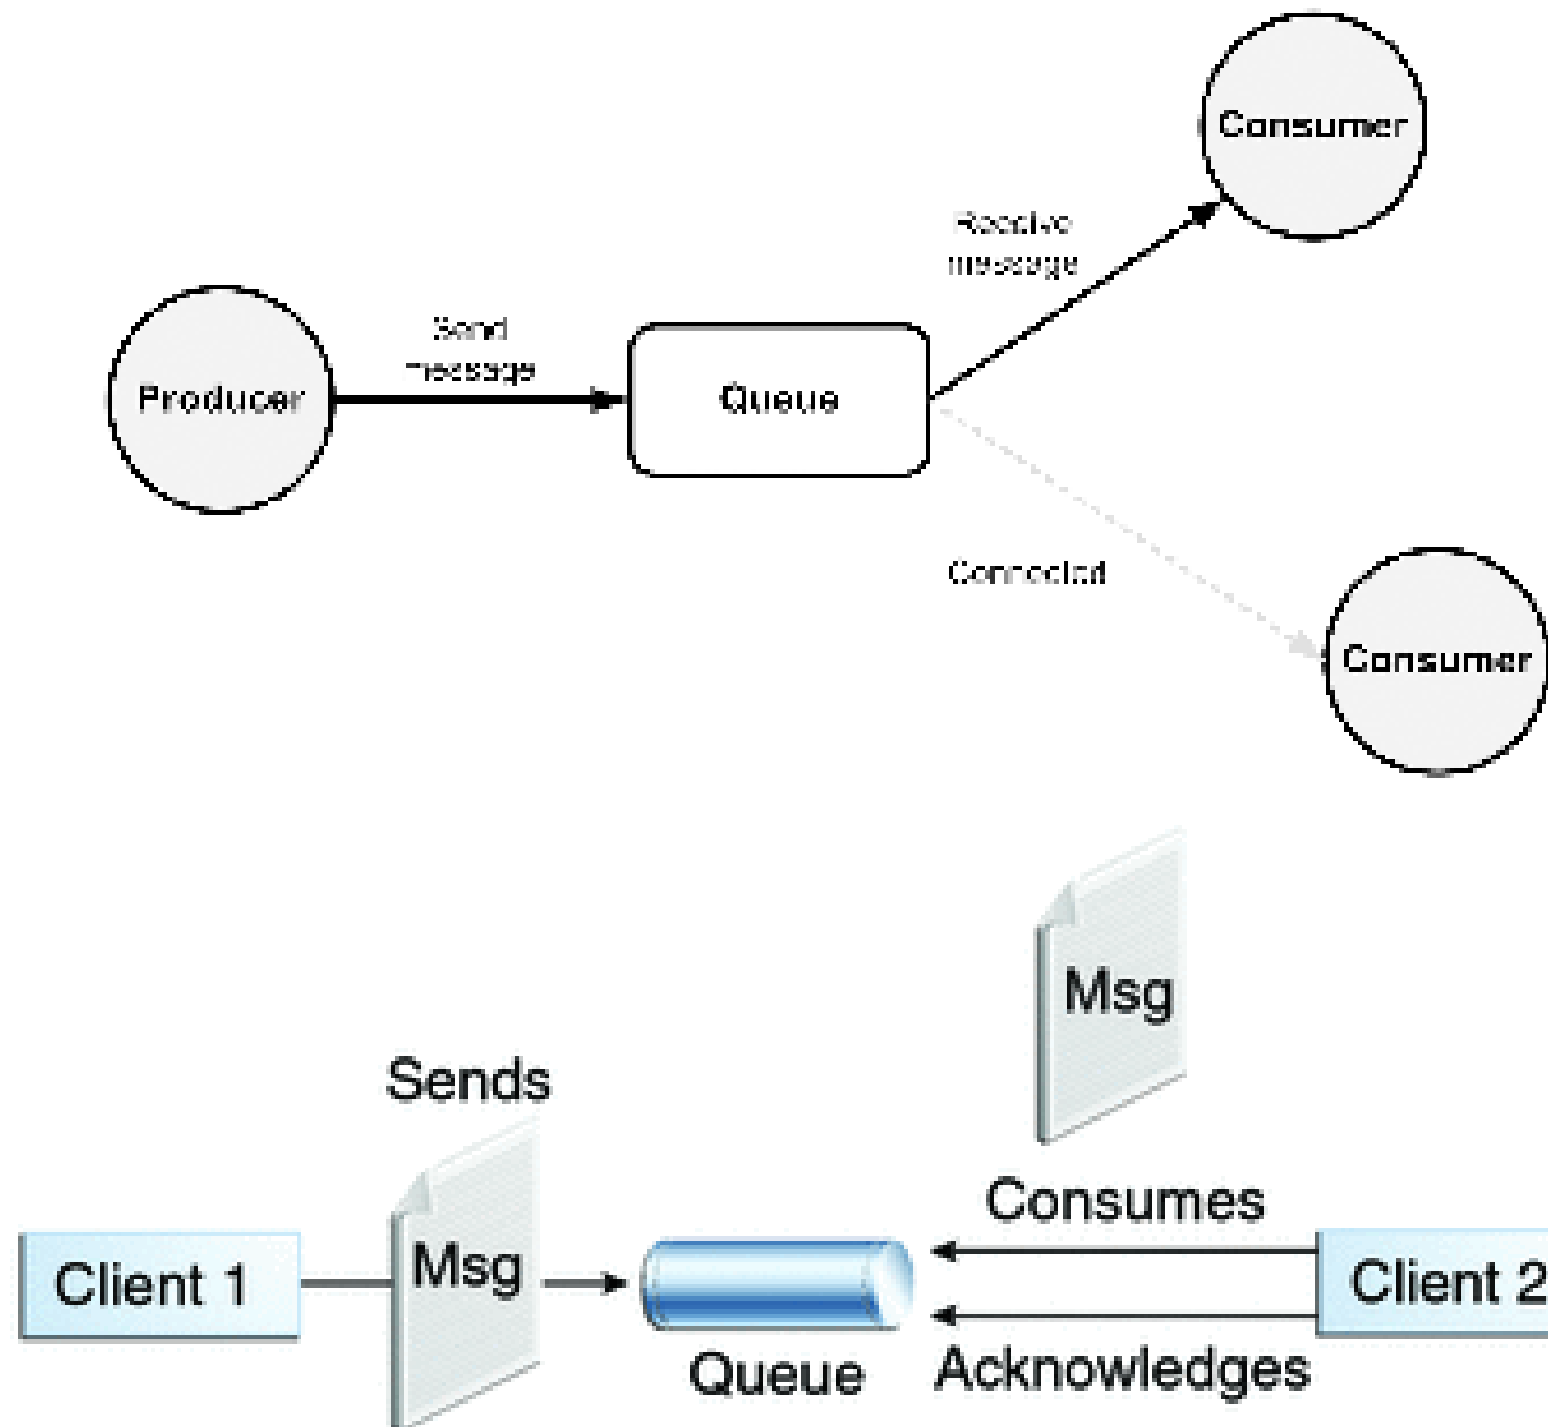 Consumer
Receive
message
Send
message
Producer
Queue
Connected
Consumer
Msg
Sends
Consumes
Client 1
Msg
Client 2
Queue
Acknowledges